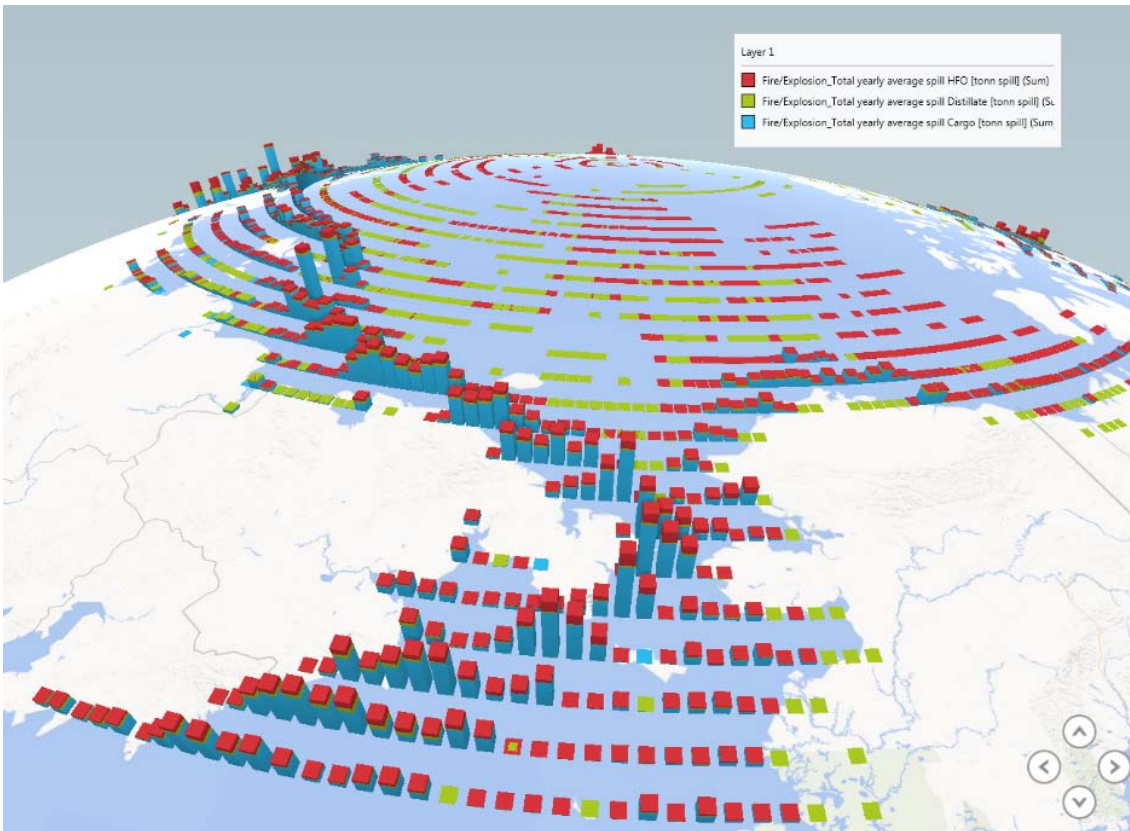 Layer 1
Fire/Explosion_Total yearly average spill HFO [tonn spill] (Sum)
Fire/Explosion_Total yearly average spill Distillate [tonn spill] (Su
Fire/Explosion_Total yearly average spill Cargo [tonn spill] (Sum